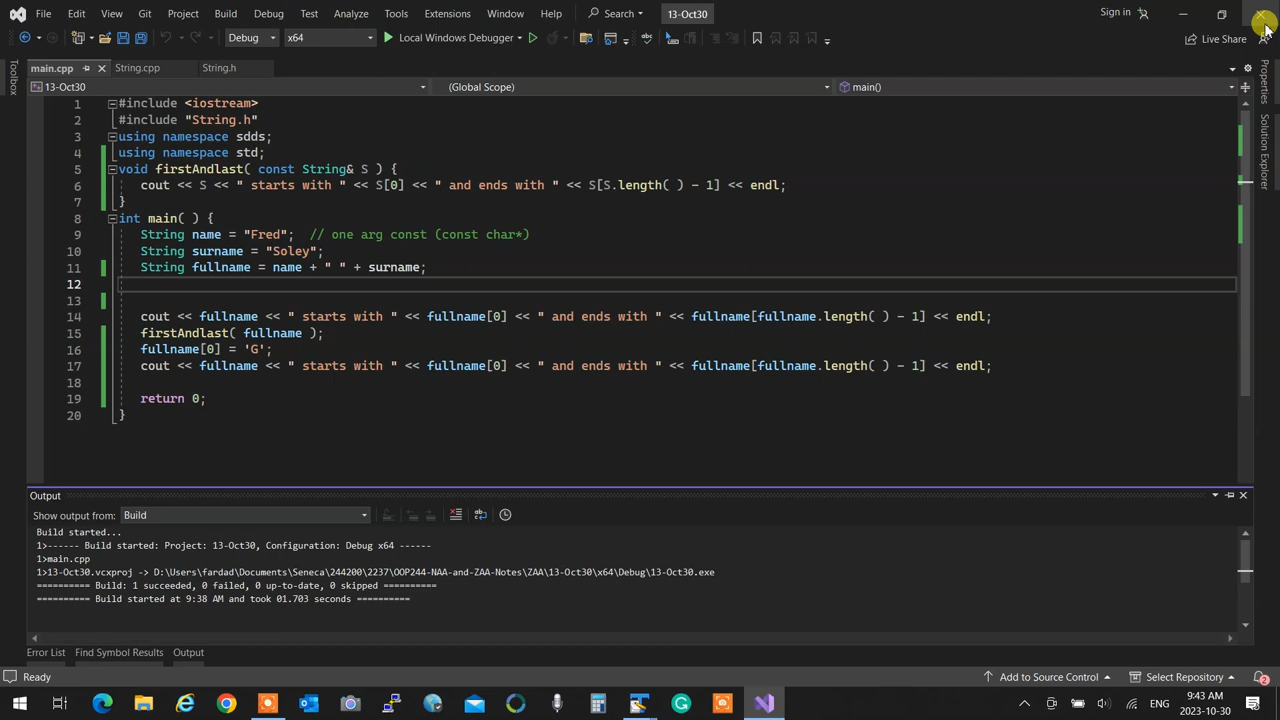 File Edit View Git Project Build Debug Test Analyze Tools Extensions Window Help Search 13-Oct30 Sign in
Debug x64 Local Windows Debugger Live Share
main.cpp String.cpp String.h
13-Oct30 (Global Scope) main()
Toolbox
Properties
Solution Explorer
1 #include <iostream>
2 #include "String.h"
3 using namespace sdds;
4 using namespace std;
5 void firstAndlast( const String& S ) {
6 cout << S << " starts with " << S[0] << " and ends with " << S[S.length( ) - 1] << endl;
7 }
8 int main( ) {
9 String name = "Fred"; // one arg const (const char*)
10 String surname = "Soley";
11 String fullname = name + " " + surname;
12
13
14 cout << fullname << " starts with " << fullname[0] << " and ends with " << fullname[fullname.length( ) - 1] << endl;
15 firstAndlast( fullname );
16 fullname[0] = 'G';
17 cout << fullname << " starts with " << fullname[0] << " and ends with " << fullname[fullname.length( ) - 1] << endl;
18
19 return 0;
20 }
Output
Show output from: Build
Build started...
1>------ Build started: Project: 13-Oct30, Configuration: Debug x64 ------
1>main.cpp
1>13-Oct30.vcxproj -> D:\Users\fardad\Documents\Seneca\244200\2237\OOP244-NAA-and-ZAA-Notes\ZAA\13-Oct30\x64\Debug\13-Oct30.exe
========== Build: 1 succeeded, 0 failed, 0 up-to-date, 0 skipped ==========
========== Build started at 9:38 AM and took 01.703 seconds ==========
Error List Find Symbol Results Output
Ready Add to Source Control Select Repository 2
ENG 9:43 AM
2023-10-30